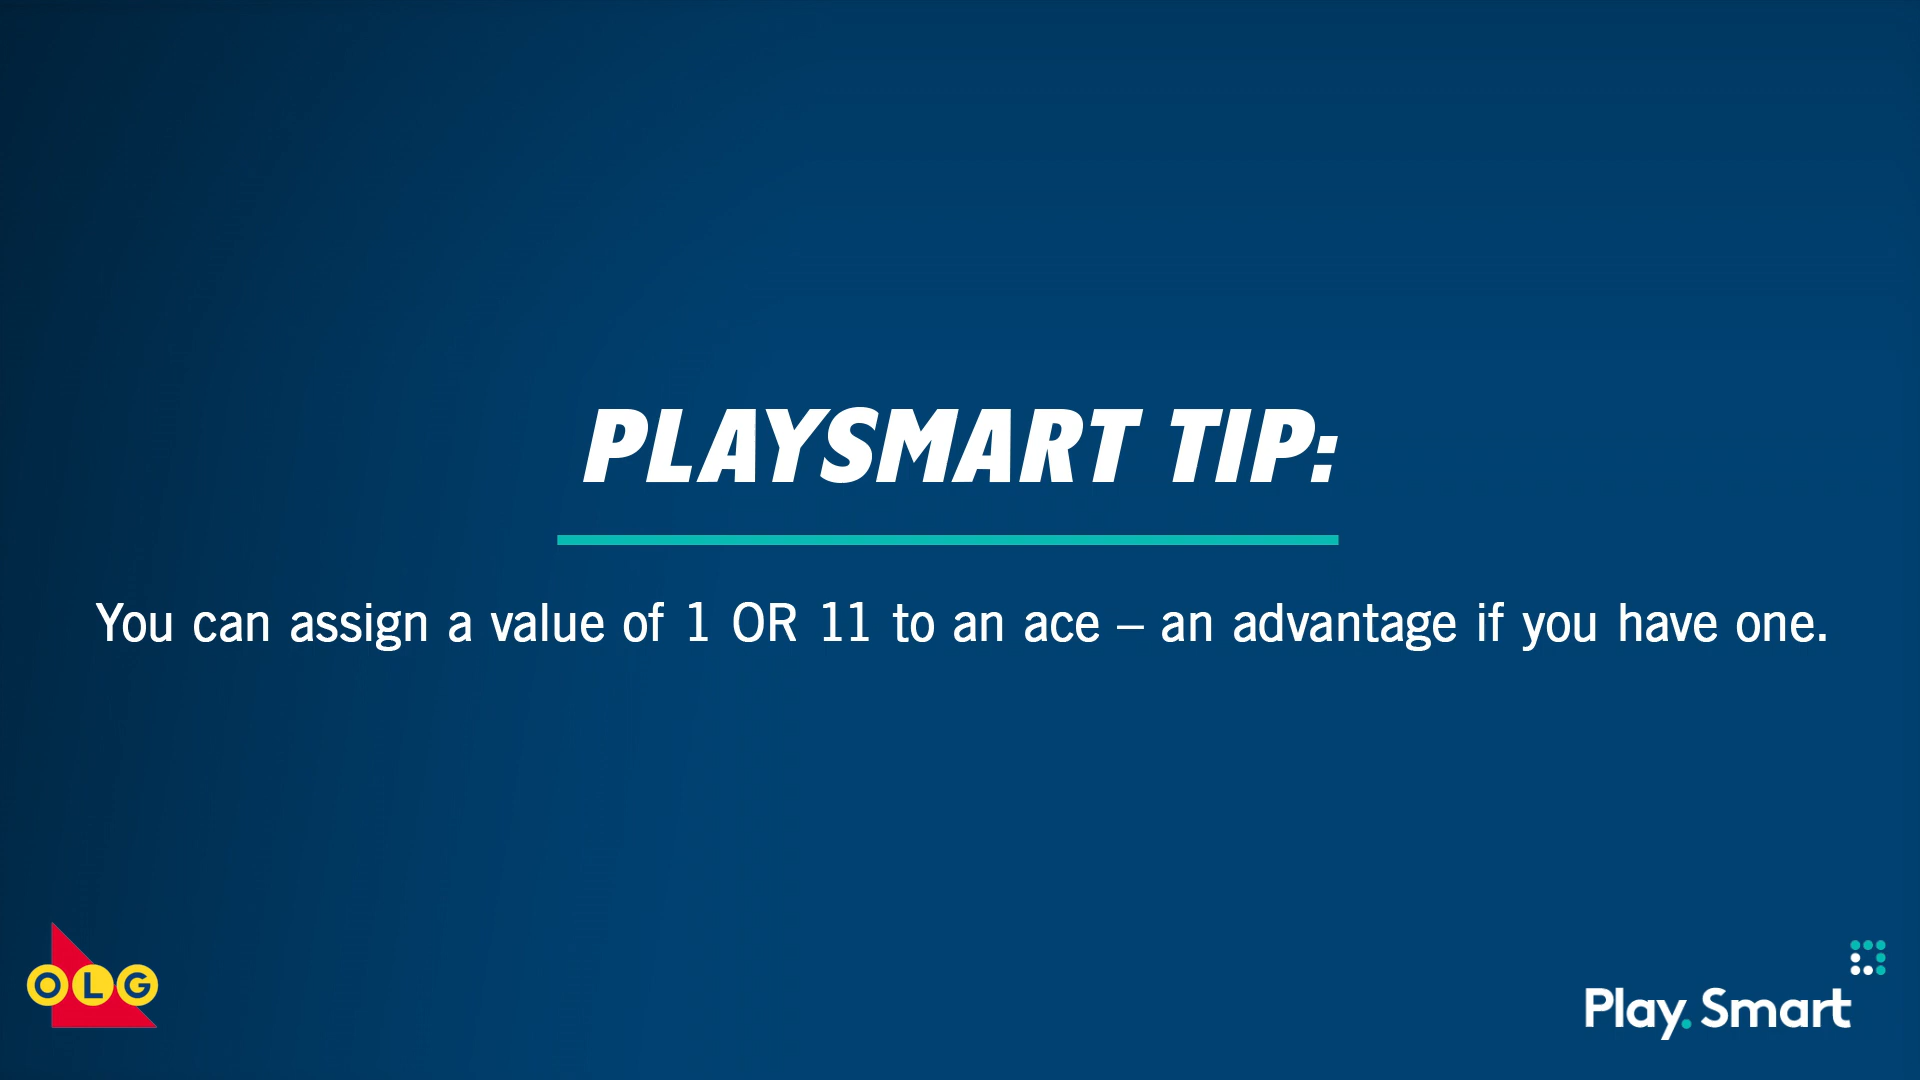 PLAYSMART TIP:
You can assign a value of 1 OR 11 to an ace – an advantage if you have one.
OLG
Play.Smart